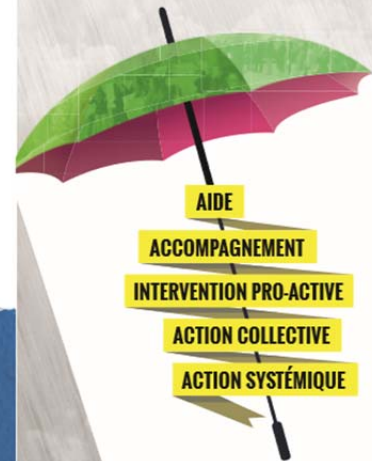 AIDE
ACCOMPAGNEMENT
INTERVENTION PRO-ACTIVE
ACTION COLLECTIVE
ACTION SYSTÉMIQUE